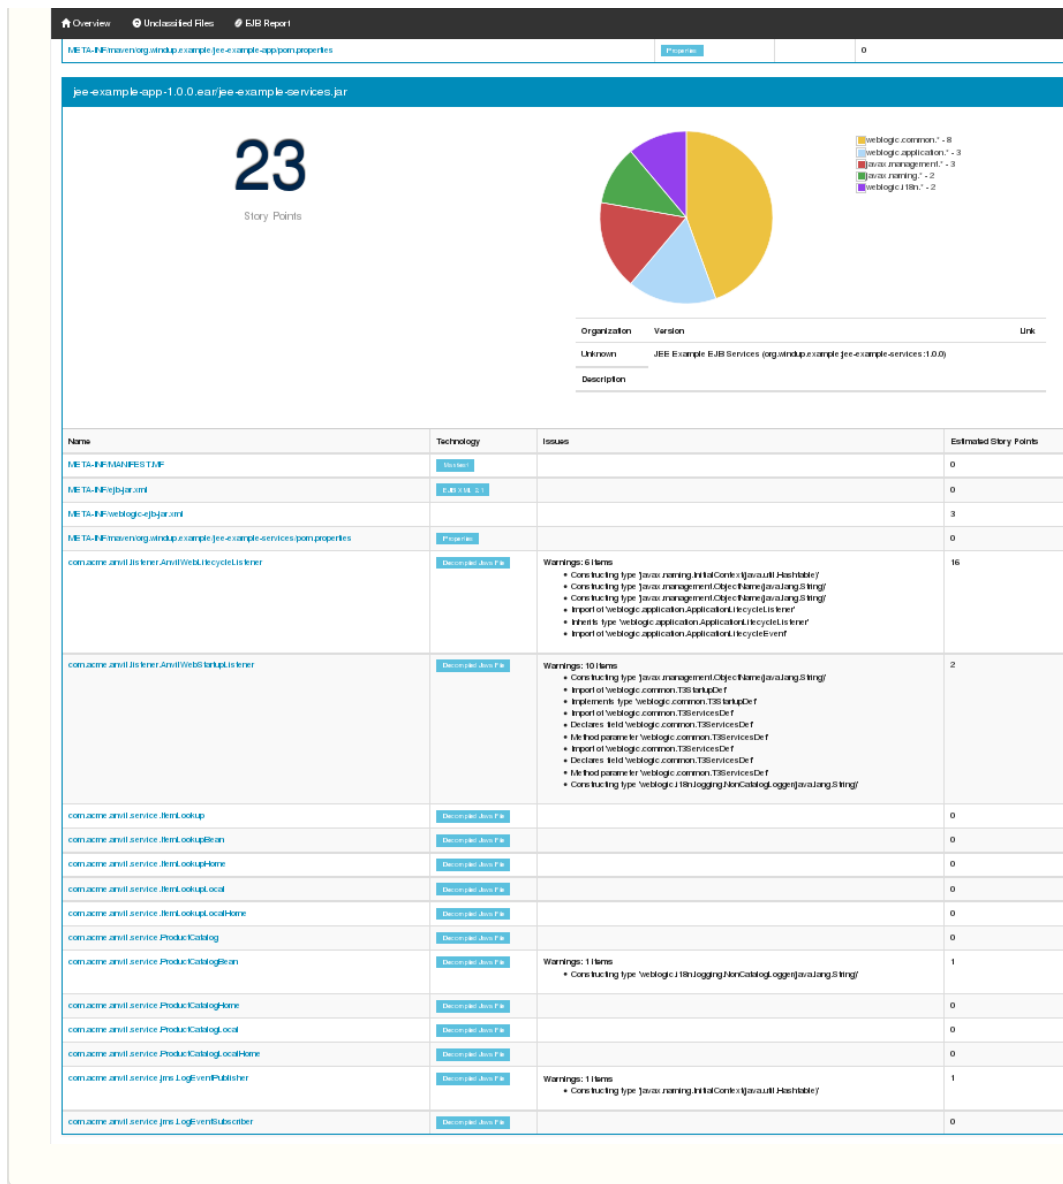 Overview Unclassified Files EJB Report
META-INF/maven/org.windup.example/jee-example-app/pom.properties Properties 0
jee-example-app-1.0.0.ear/jee-example-services.jar
23
Story Points
weblogic.common.* - 8
weblogic.application.* - 3
javax.management.* - 3
javax.naming.* - 2
weblogic.i18n.* - 2
Organization Version Link
Unknown JEE Example EJB Services (org.windup.example:jee-example-services:1.0.0)
Description
Name Technology Issues Estimated Story Points
META-INF/MANIFEST.MF Manifest 0
META-INF/ejb-jar.xml EJB XML 2.1 0
META-INF/weblogic-ejb-jar.xml 3
META-INF/maven/org.windup.example/jee-example-services/pom.properties Properties 0
com.acme.anvil.listener.AnvilWebLifecycleListener Decompiled Java File Warnings: 6 items 16
• Constructing type 'javax.naming.InitialContext(java.util.Hashtable)'
• Constructing type 'javax.management.ObjectName(java.lang.String)'
• Constructing type 'javax.management.ObjectName(java.lang.String)'
• Import of 'weblogic.application.ApplicationLifecycleListener'
• Inherits type 'weblogic.application.ApplicationLifecycleListener'
• Import of 'weblogic.application.ApplicationLifecycleEvent'
com.acme.anvil.listener.AnvilWebStartupListener Decompiled Java File Warnings: 10 items 2
• Constructing type 'javax.management.ObjectName(java.lang.String)'
• Import of 'weblogic.common.T3StartupDef'
• Implements type 'weblogic.common.T3StartupDef'
• Import of 'weblogic.common.T3ServicesDef'
• Declares field 'weblogic.common.T3ServicesDef'
• Method parameter 'weblogic.common.T3ServicesDef'
• Import of 'weblogic.common.T3ServicesDef'
• Declares field 'weblogic.common.T3ServicesDef'
• Method parameter 'weblogic.common.T3ServicesDef'
• Constructing type 'weblogic.i18n.logging.NonCatalogLogger(java.lang.String)'
com.acme.anvil.service.ItemLookup Decompiled Java File 0
com.acme.anvil.service.ItemLookupBean Decompiled Java File 0
com.acme.anvil.service.ItemLookupHome Decompiled Java File 0
com.acme.anvil.service.ItemLookupLocal Decompiled Java File 0
com.acme.anvil.service.ItemLookupLocalHome Decompiled Java File 0
com.acme.anvil.service.ProductCatalog Decompiled Java File 0
com.acme.anvil.service.ProductCatalogBean Decompiled Java File Warnings: 1 items 1
• Constructing type 'weblogic.i18n.logging.NonCatalogLogger(java.lang.String)'
com.acme.anvil.service.ProductCatalogHome Decompiled Java File 0
com.acme.anvil.service.ProductCatalogLocal Decompiled Java File 0
com.acme.anvil.service.ProductCatalogLocalHome Decompiled Java File 0
com.acme.anvil.service.jms.LogEventPublisher Decompiled Java File Warnings: 1 items 1
• Constructing type 'javax.naming.InitialContext(java.util.Hashtable)'
com.acme.anvil.service.jms.LogEventSubscriber Decompiled Java File 0